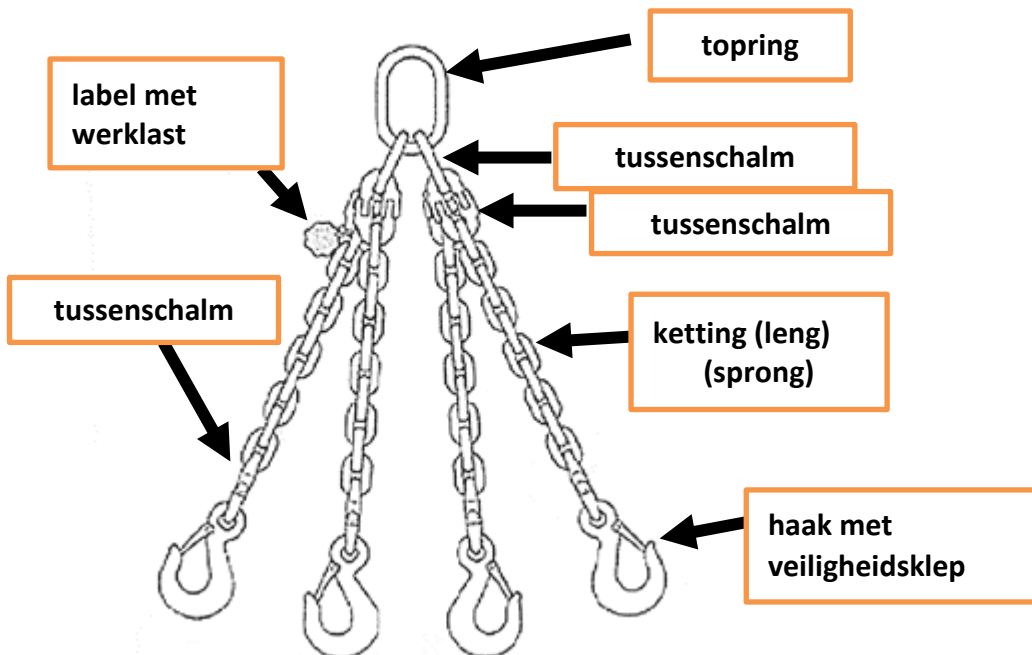 topring
label met
werklast
tussenschalm
tussenschalm
tussenschalm
ketting (leng)
(sprong)
haak met
veiligheidsklep